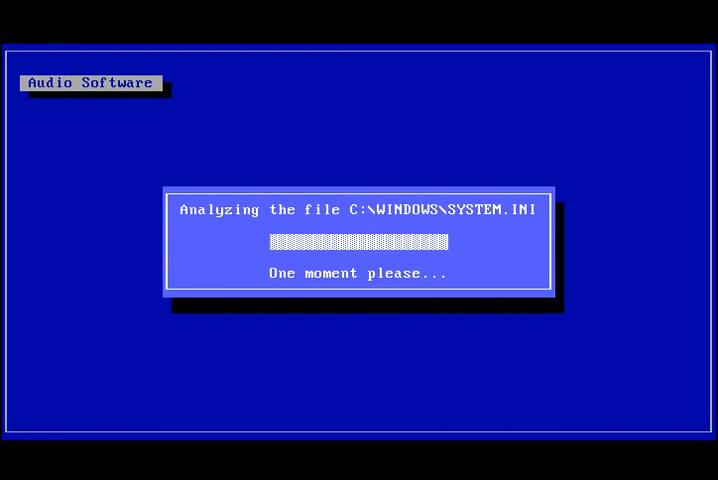 Audio Software
Analyzing the file C:\WINDOWS\SYSTEM.INI
One moment please...